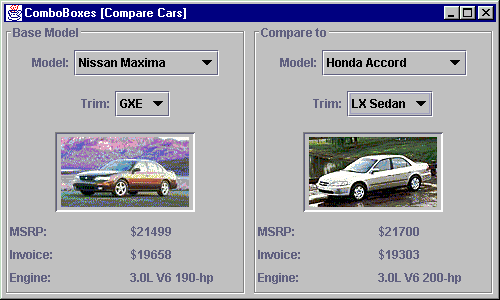 ComboBoxes [Compare Cars]
Base Model
Model: Nissan Maxima
Trim: GXE
MSRP: $21499
Invoice: $19658
Engine: 3.0L V6 190-hp
Compare to
Model: Honda Accord
Trim: LX Sedan
MSRP: $21700
Invoice: $19303
Engine: 3.0L V6 200-hp